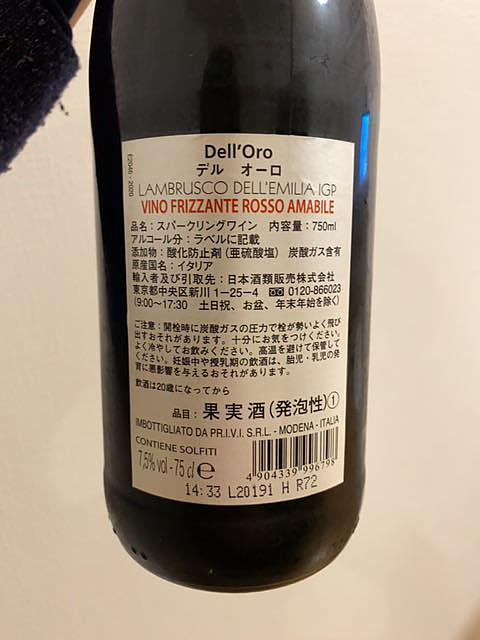 Dell'Oro
デル オーロ
LAMBRUSCO DELL'EMILIA IGP
VINO FRIZZANTE ROSSO AMABILE
品名：スパークリングワイン 内容量：750ml
アルコール分：ラベルに記載
添加物：酸化防止剤（亜硫酸塩） 炭酸ガス含有
原産国名：イタリア
輸入者及び引取先：日本酒類販売株式会社
東京都中央区新川1-25-4 0120-866023
(9:00～17:30 土日祝、お盆、年末年始を除く)
ご注意：開栓時に炭酸ガスの圧力で栓が勢いよく飛び
出すおそれがあります。十分にお気をつけください。
よく冷やしてお飲みください。高温を避けて保管して
ください。妊娠中や授乳期の飲酒は、胎児・乳児の発
育に悪影響を与えるおそれがあります。
飲酒は20歳になってから
品目：果実酒（発泡性）①
IMBOTTIGLIATO DA P.R.I.V.I. S.R.L. - MODENA - ITALIA
CONTIENE SOLFITI
7,5% vol - 75 cl e
4 904339 996798
14:33 L20191 H R72
E2046 - 2020